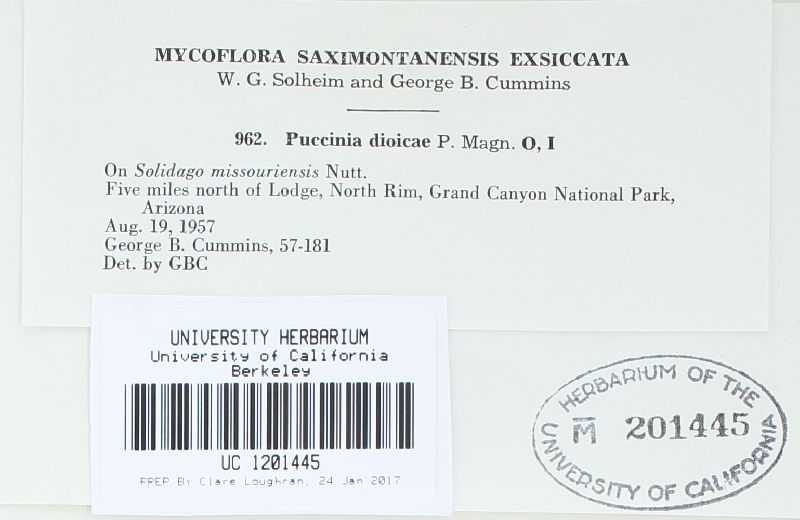 MYCOFLORA SAXIMONTANENSIS EXSICCATA
W. G. Solheim and George B. Cummins
962. Puccinia dioicae P. Magn. O, I
On Solidago missouriensis Nutt.
Five miles north of Lodge, North Rim, Grand Canyon National Park,
Arizona
Aug. 19, 1957
George B. Cummins, 57-181
Det. by GBC
UNIVERSITY HERBARIUM
University of California
Berkeley
UC 1201445
PREP By Clare Loughran, 24 Jan 2017
HERBARIUM OF THE
M 201445
UNIVERSITY OF CALIFORNIA